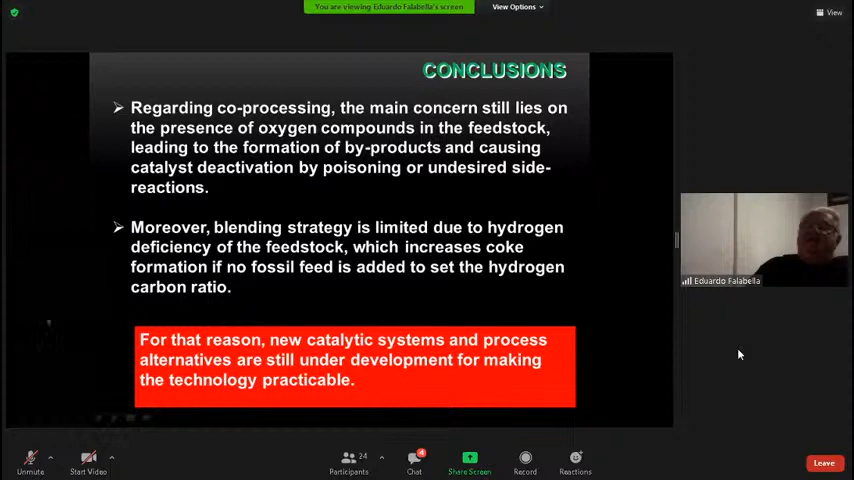 You are viewing Eduardo Falabella's screen
View Options
View
CONCLUSIONS
Regarding co-processing, the main concern still lies on
the presence of oxygen compounds in the feedstock,
leading to the formation of by-products and causing
catalyst deactivation by poisoning or undesired side-
reactions.
Moreover, blending strategy is limited due to hydrogen
deficiency of the feedstock, which increases coke
formation if no fossil feed is added to set the hydrogen
carbon ratio.
For that reason, new catalytic systems and process
alternatives are still under development for making
the technology practicable.
Eduardo Falabella
Unmute
Start Video
24
Participants
4
Chat
Share Screen
Record
Reactions
Leave